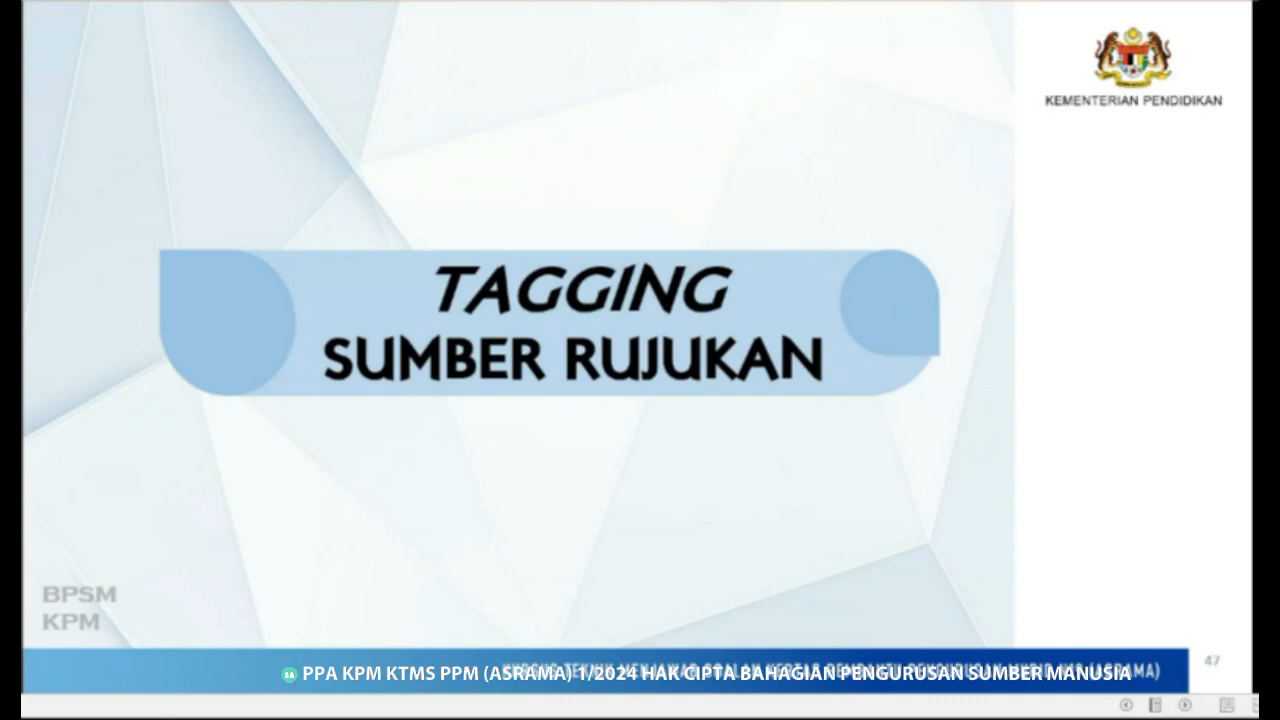 KEMENTERIAN PENDIDIKAN
TAGGING
SUMBER RUJUKAN
BPSM
KPM
PPA KPM KTMS PPM (ASRAMA) 1/2024 HAK CIPTA BAHAGIAN PENGURUSAN SUMBER MANUSIA
47